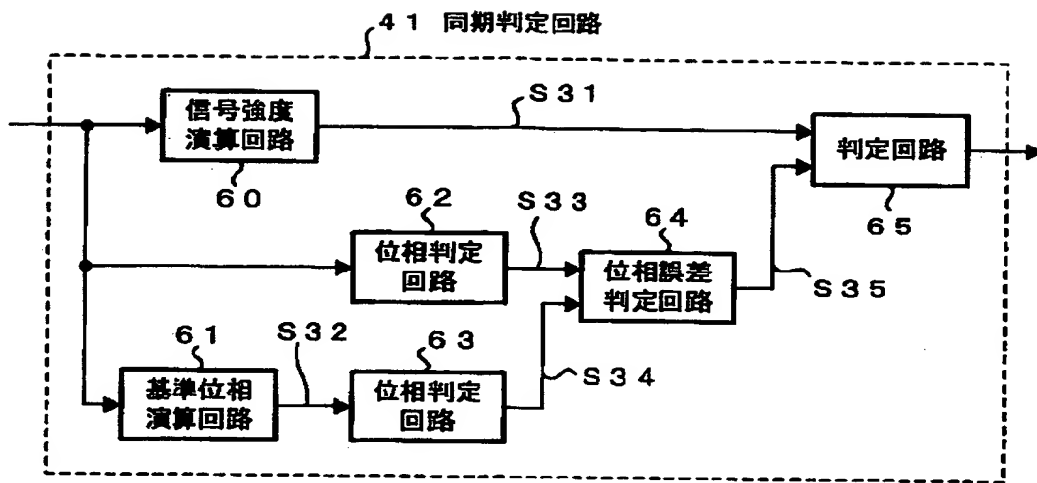 41 同期判定回路
S31
信号強度
演算回路
60
判定回路
65
62
S33
64
位相判定
回路
位相誤差
判定回路
S35
61
S32
63
S34
基準位相
演算回路
位相判定
回路